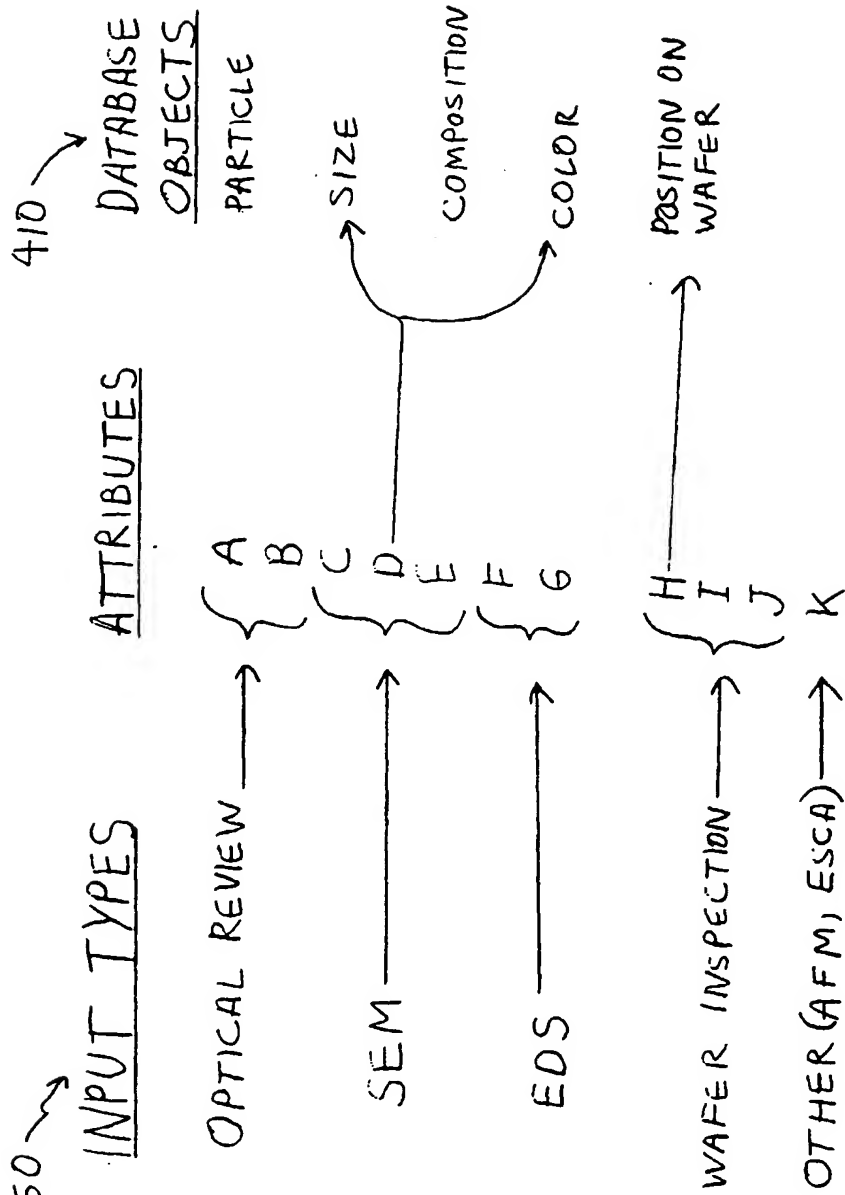 50
INPUT TYPES
OPTICAL REVIEW
SEM
EDS
WAFER INSPECTION
OTHER (AFM, ESCA)
ATTRIBUTES
A
B
C
D
E
F
G
H
I
J
K
410
DATABASE
OBJECTS
PARTICLE
SIZE
COMPOSITION
COLOR
POSITION ON
WAFER